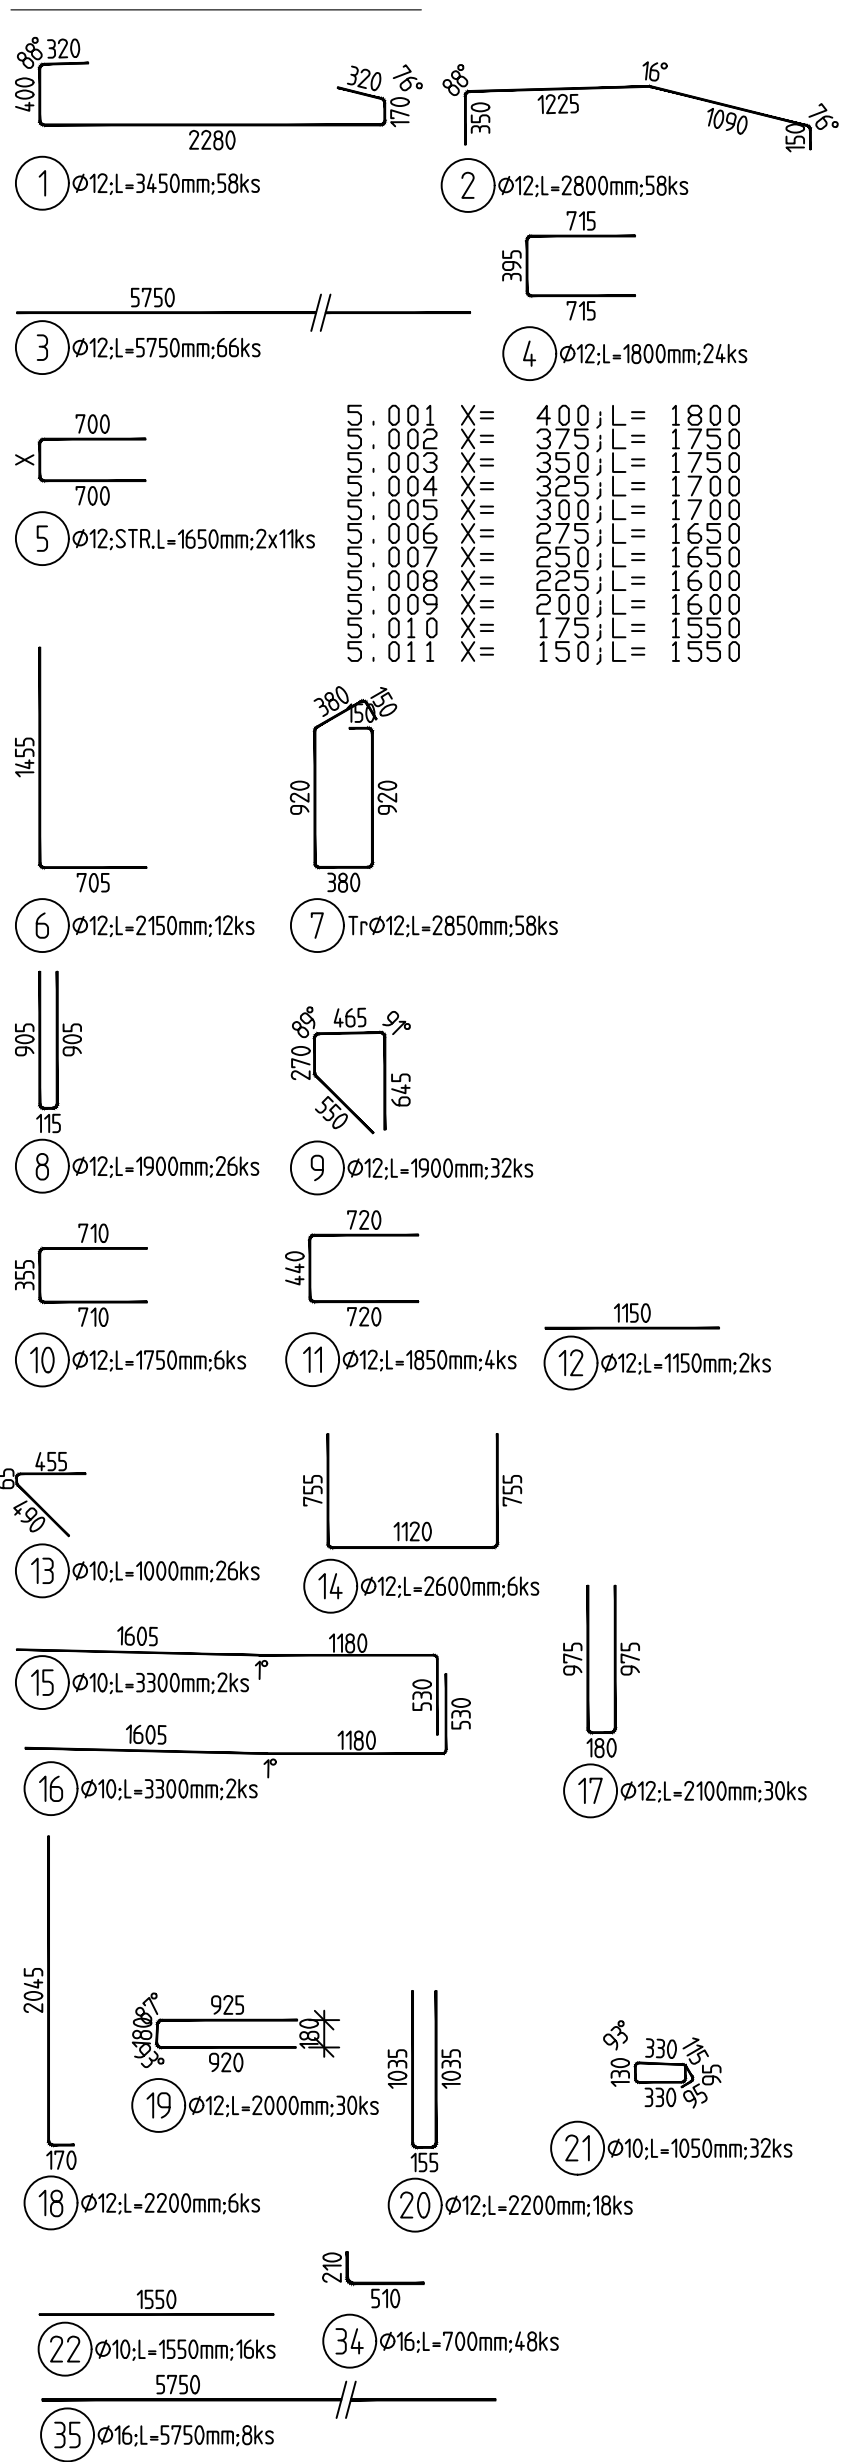 88° 320
400
320 76°
170
2280
1 Ø12;L=3450mm;58ks
88°
350
1225
16°
1090
150
76°
2 Ø12;L=2800mm;58ks
5750
3 Ø12;L=5750mm;66ks
715
395
715
4 Ø12;L=1800mm;24ks
700
X
700
5 Ø12;STR.L=1650mm;2x11ks
5.001 X= 400;L= 1800
5.002 X= 375;L= 1750
5.003 X= 350;L= 1750
5.004 X= 325;L= 1700
5.005 X= 300;L= 1700
5.006 X= 275;L= 1650
5.007 X= 250;L= 1650
5.008 X= 225;L= 1600
5.009 X= 200;L= 1600
5.010 X= 175;L= 1550
5.011 X= 150;L= 1550
1455
705
6 Ø12;L=2150mm;12ks
380 150
150
920 920
380
7 TrØ12;L=2850mm;58ks
905 905
115
8 Ø12;L=1900mm;26ks
89° 465 91°
270
645
550
9 Ø12;L=1900mm;32ks
710
355
710
10 Ø12;L=1750mm;6ks
720
440
720
11 Ø12;L=1850mm;4ks
1150
12 Ø12;L=1150mm;2ks
455
65
490
13 Ø10;L=1000mm;26ks
755 755
1120
14 Ø12;L=2600mm;6ks
1605 1180
1°
530
15 Ø10;L=3300mm;2ks
1605 1180
1°
530
16 Ø10;L=3300mm;2ks
975 975
180
17 Ø12;L=2100mm;30ks
2045
170
18 Ø12;L=2200mm;6ks
87° 925
180 180
93° 920
19 Ø12;L=2000mm;30ks
1035 1035
155
20 Ø12;L=2200mm;18ks
93° 330 115
130 95
330 95
21 Ø10;L=1050mm;32ks
1550
22 Ø10;L=1550mm;16ks
210
510
34 Ø16;L=700mm;48ks
5750
35 Ø16;L=5750mm;8ks